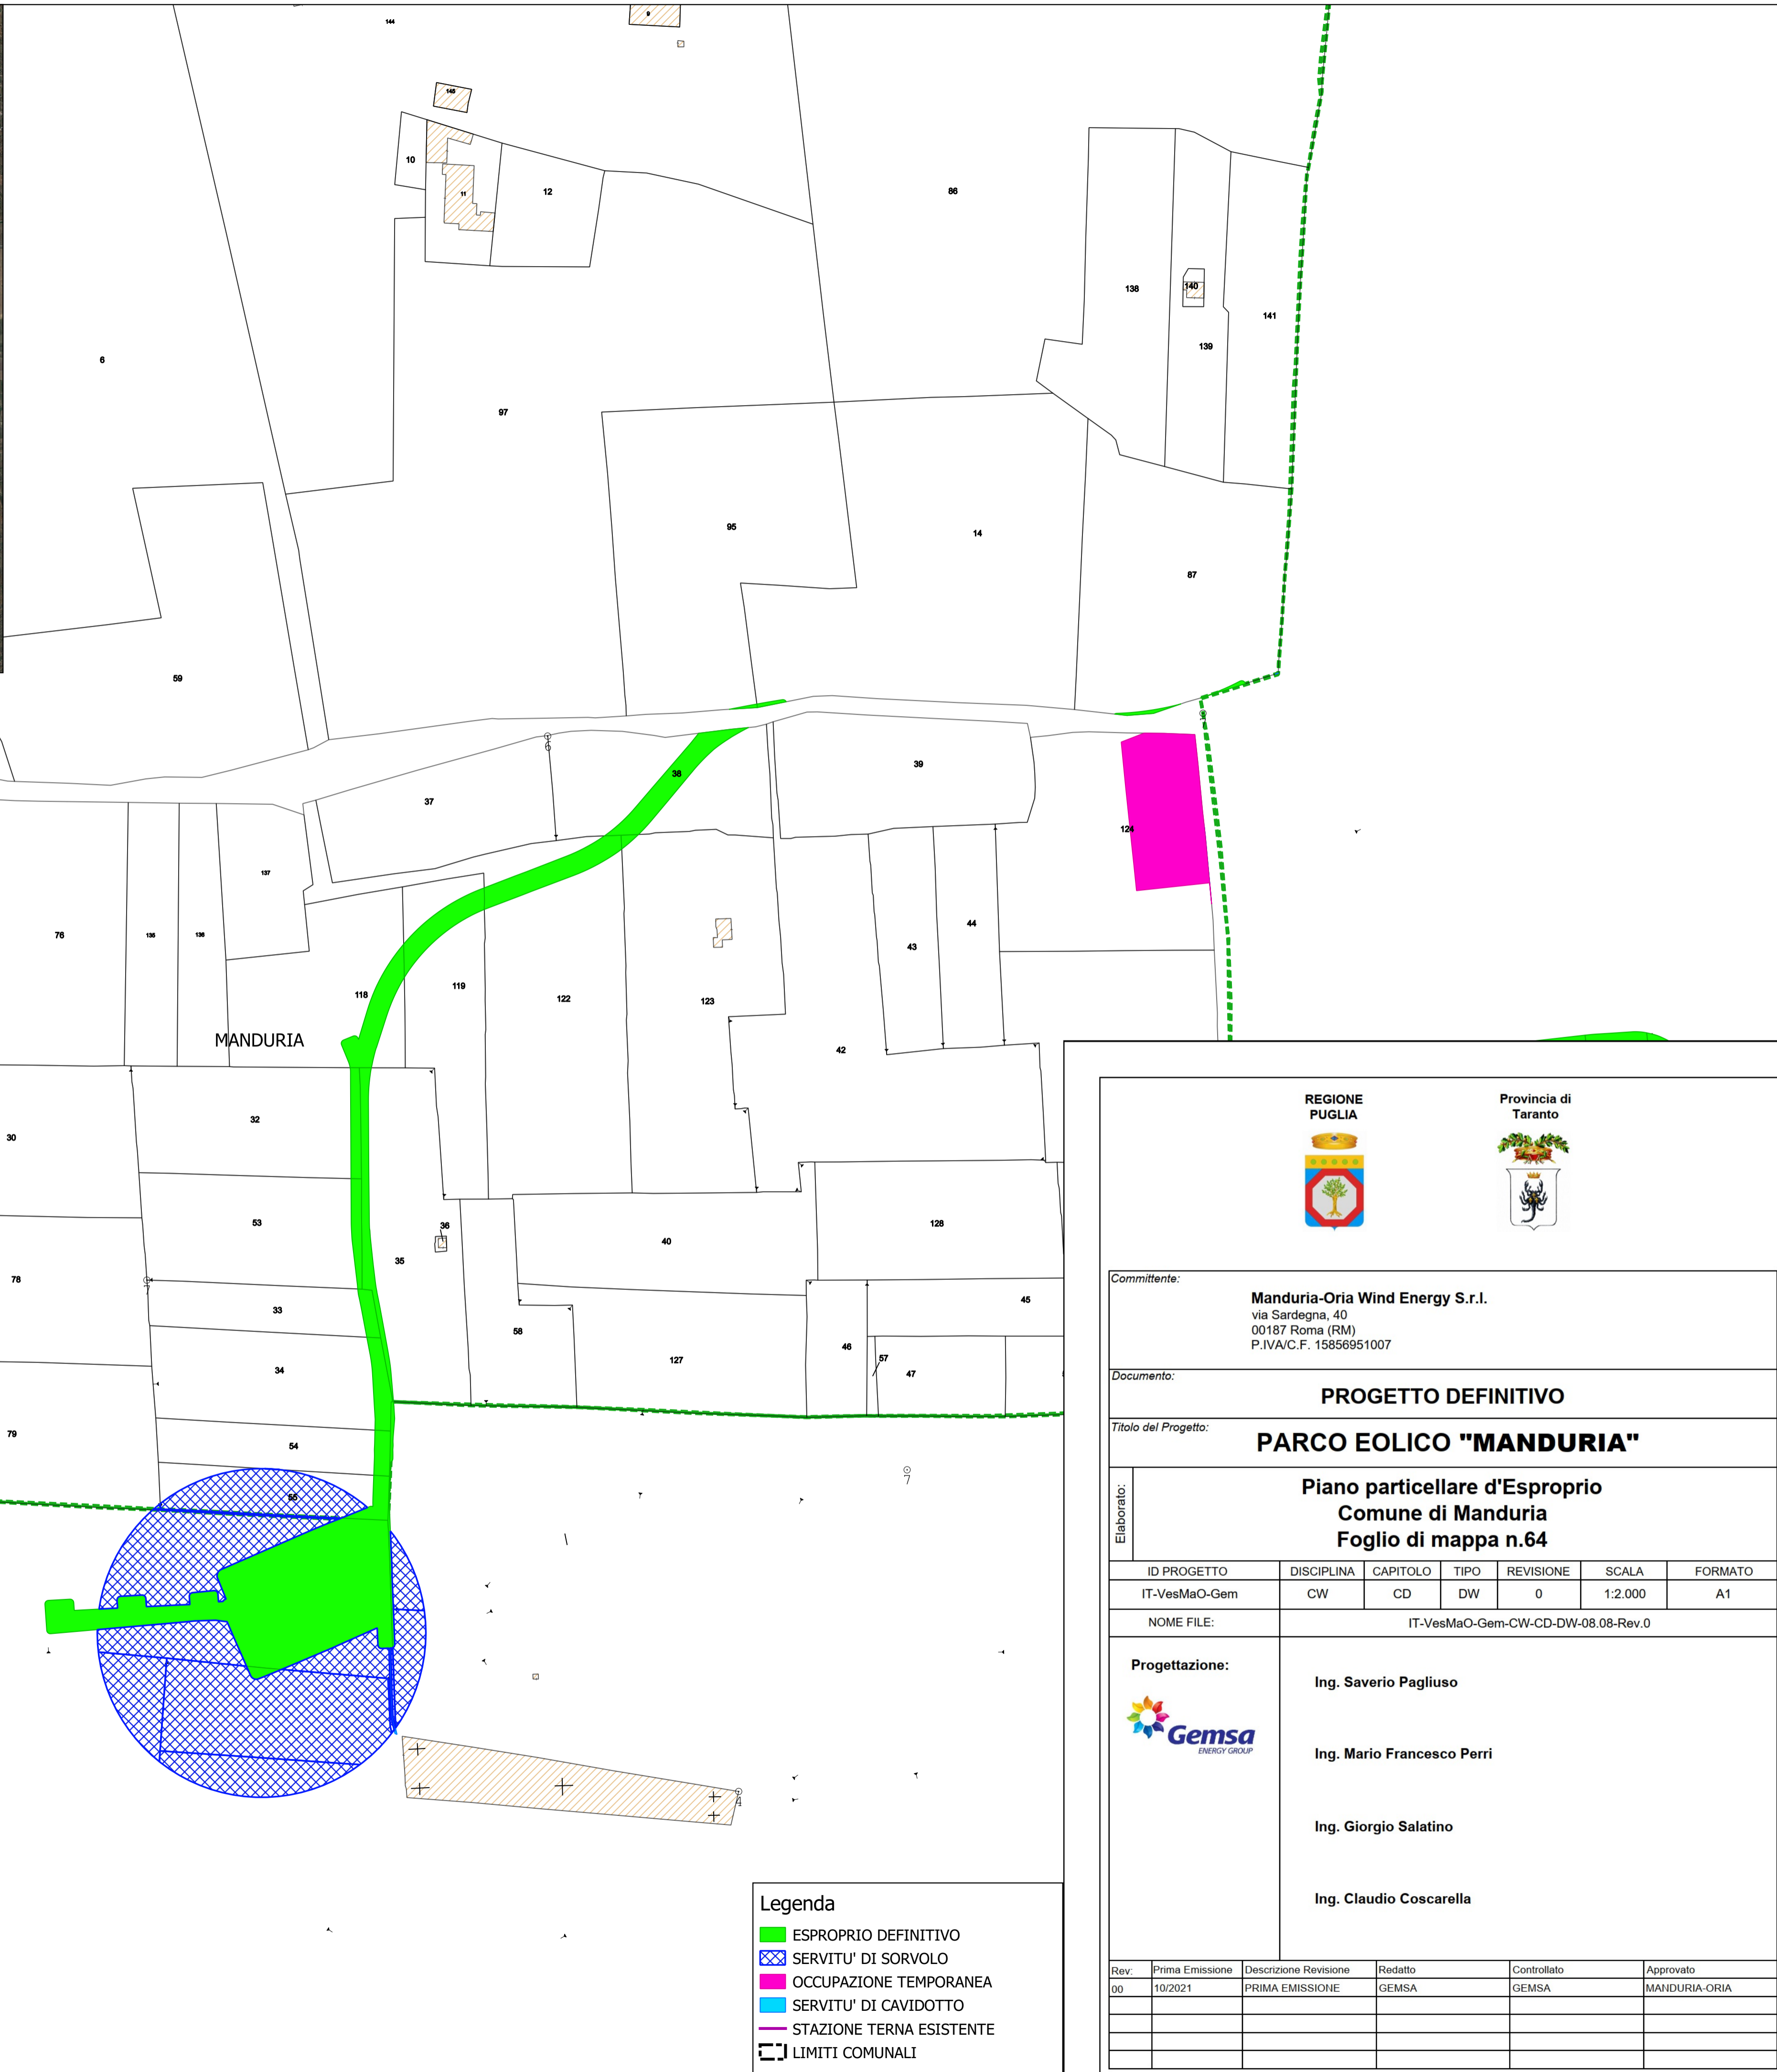 144
9
145
10
11
12
86
138
140
139
141
6
97
95
14
87
59
6
38
39
37
124
137
76
135
136
44
43
118
119
122
123
MANDURIA
42
32
30
53
36
128
40
35
78
7
33
45
58
46
57
127
34
47
79
54
7
55
4
Legenda
ESPROPRIO DEFINITIVO
SERVITU' DI SORVOLO
OCCUPAZIONE TEMPORANEA
SERVITU' DI CAVIDOTTO
STAZIONE TERNA ESISTENTE
LIMITI COMUNALI
REGIONE
PUGLIA
Provincia di
Taranto
Committente:
Manduria-Oria Wind Energy S.r.l.
via Sardegna, 40
00187 Roma (RM)
P.IVA/C.F. 15856951007
Documento:
PROGETTO DEFINITIVO
Titolo del Progetto:
PARCO EOLICO "MANDURIA"
Elaborato:
Piano particellare d'Esproprio
Comune di Manduria
Foglio di mappa n.64
ID PROGETTO DISCIPLINA CAPITOLO TIPO REVISIONE SCALA FORMATO
IT-VesMaO-Gem CW CD DW 0 1:2.000 A1
NOME FILE: IT-VesMaO-Gem-CW-CD-DW-08.08-Rev.0
Progettazione:
Gemsa
ENERGY GROUP
Ing. Saverio Pagliuso
Ing. Mario Francesco Perri
Ing. Giorgio Salatino
Ing. Claudio Coscarella
Rev: Prima Emissione Descrizione Revisione Redatto Controllato Approvato
00 10/2021 PRIMA EMISSIONE GEMSA GEMSA MANDURIA-ORIA